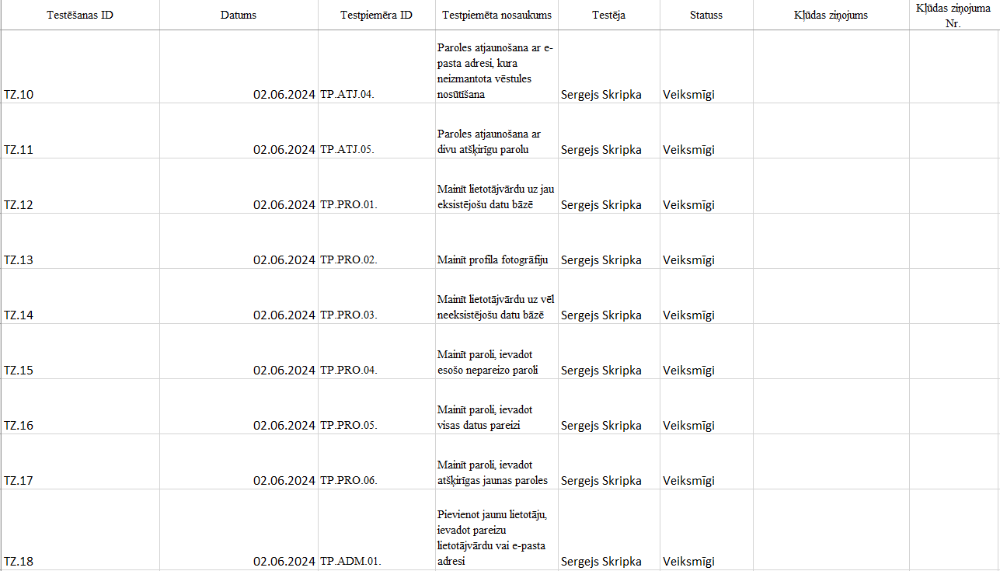 Testēšanas ID Datums Testpiemēra ID Testpiemēta nosaukums Testēja Statuss Kļūdas ziņojums Kļūdas ziņojuma
Nr.
Paroles atjaunošana ar e-
pasta adresi, kura
neizmantota vēstules
TZ.10 02.06.2024 TP.ATJ.04. nosūtīšana Sergejs Skripka Veiksmīgi
Paroles atjaunošana ar
TZ.11 02.06.2024 TP.ATJ.05. divu atšķirīgu parolu Sergejs Skripka Veiksmīgi
Mainīt lietotājvārdu uz jau
TZ.12 02.06.2024 TP.PRO.01. eksistējošu datu bāzē Sergejs Skripka Veiksmīgi
TZ.13 02.06.2024 TP.PRO.02. Mainīt profila fotogrāfiju Sergejs Skripka Veiksmīgi
Mainīt lietotājvārdu uz vēl
TZ.14 02.06.2024 TP.PRO.03. neeksistējošu datu bāzē Sergejs Skripka Veiksmīgi
Mainīt paroli, ievadot
TZ.15 02.06.2024 TP.PRO.04. esošo nepareizo paroli Sergejs Skripka Veiksmīgi
Mainīt paroli, ievadot
TZ.16 02.06.2024 TP.PRO.05. visas datus pareizi Sergejs Skripka Veiksmīgi
Mainīt paroli, ievadot
TZ.17 02.06.2024 TP.PRO.06. atšķirīgas jaunas paroles Sergejs Skripka Veiksmīgi
Pievienot jaunu lietotāju,
ievadot pareizu
lietotājvārdu vai e-pasta
TZ.18 02.06.2024 TP.ADM.01. adresi Sergejs Skripka Veiksmīgi